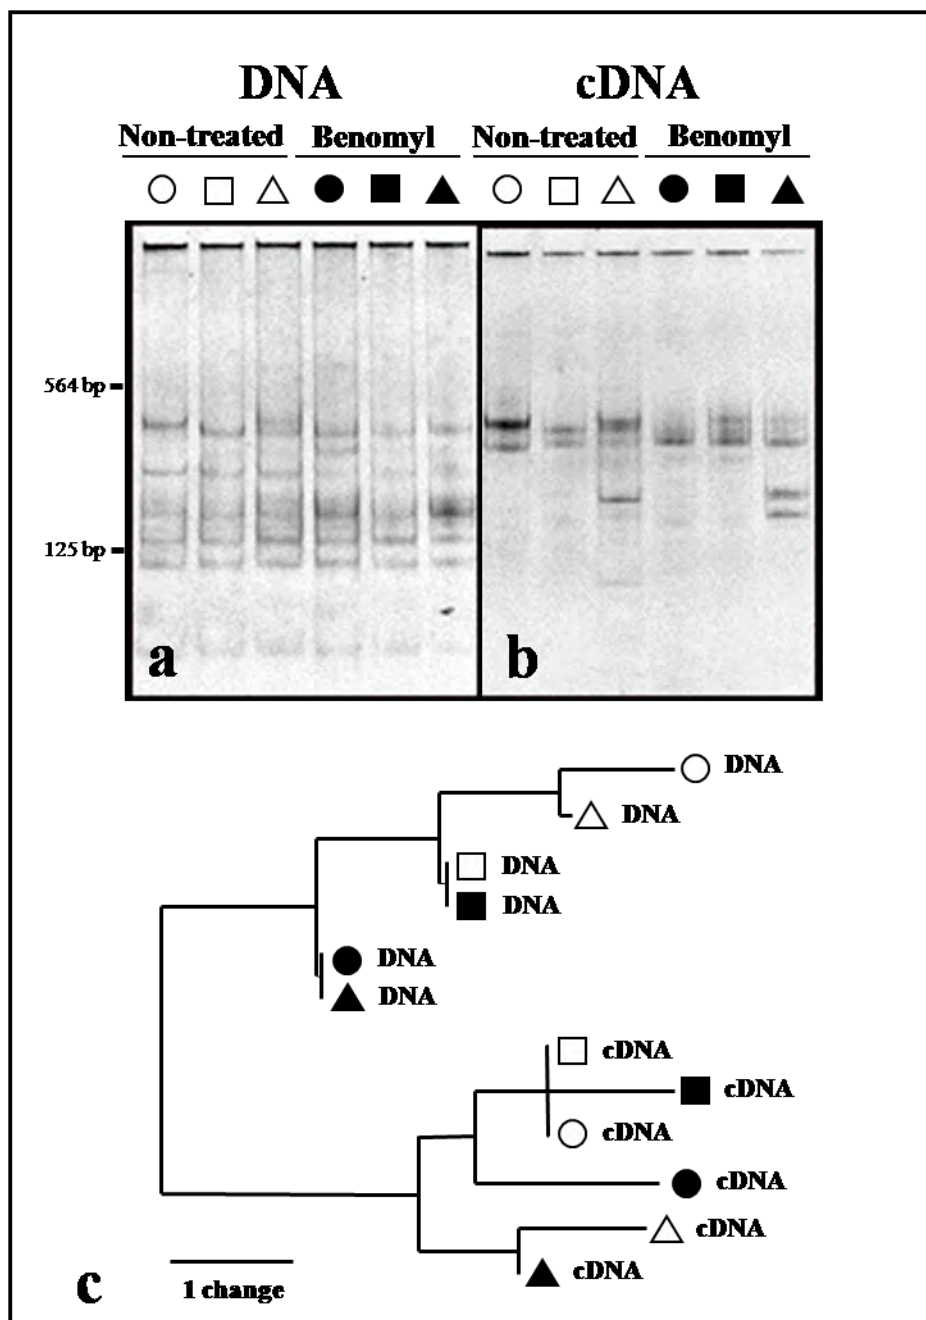 DNA cDNA
Non-treated Benomyl Non-treated Benomyl
564 bp
125 bp
a b
DNA
DNA
DNA
DNA
DNA
DNA
cDNA
cDNA
cDNA
cDNA
cDNA
cDNA
1 change
c